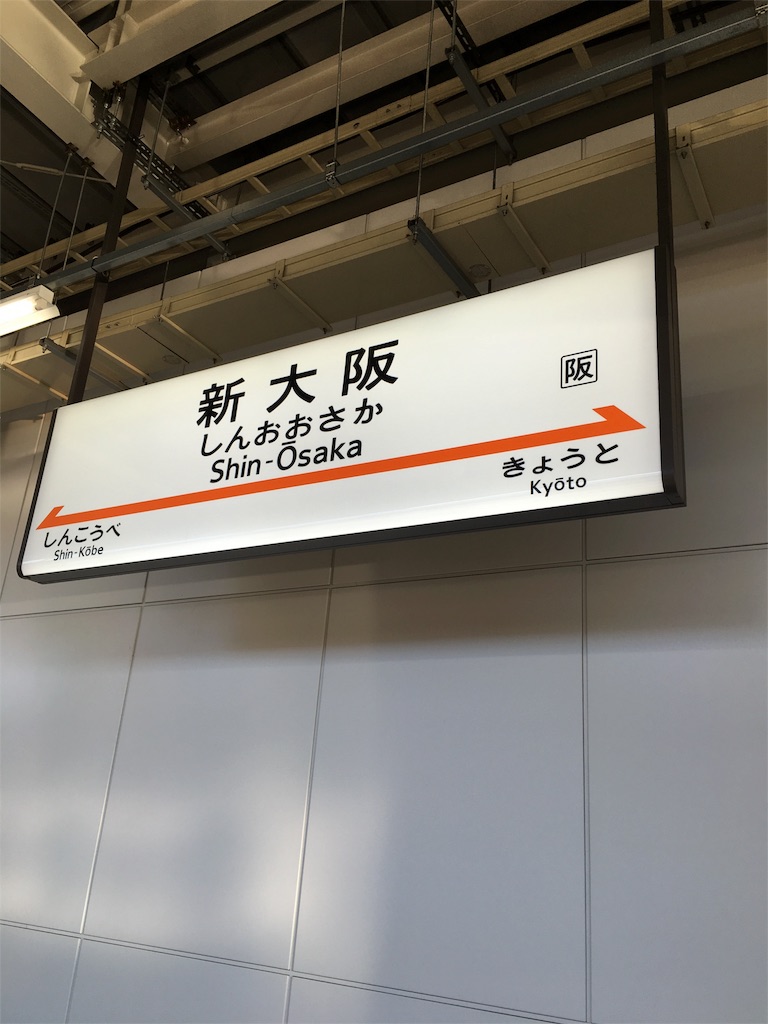 新大阪
しんおおさか
Shin-Ōsaka
阪
しんこうべ
Shin-Kōbe
きょうと
Kyōto